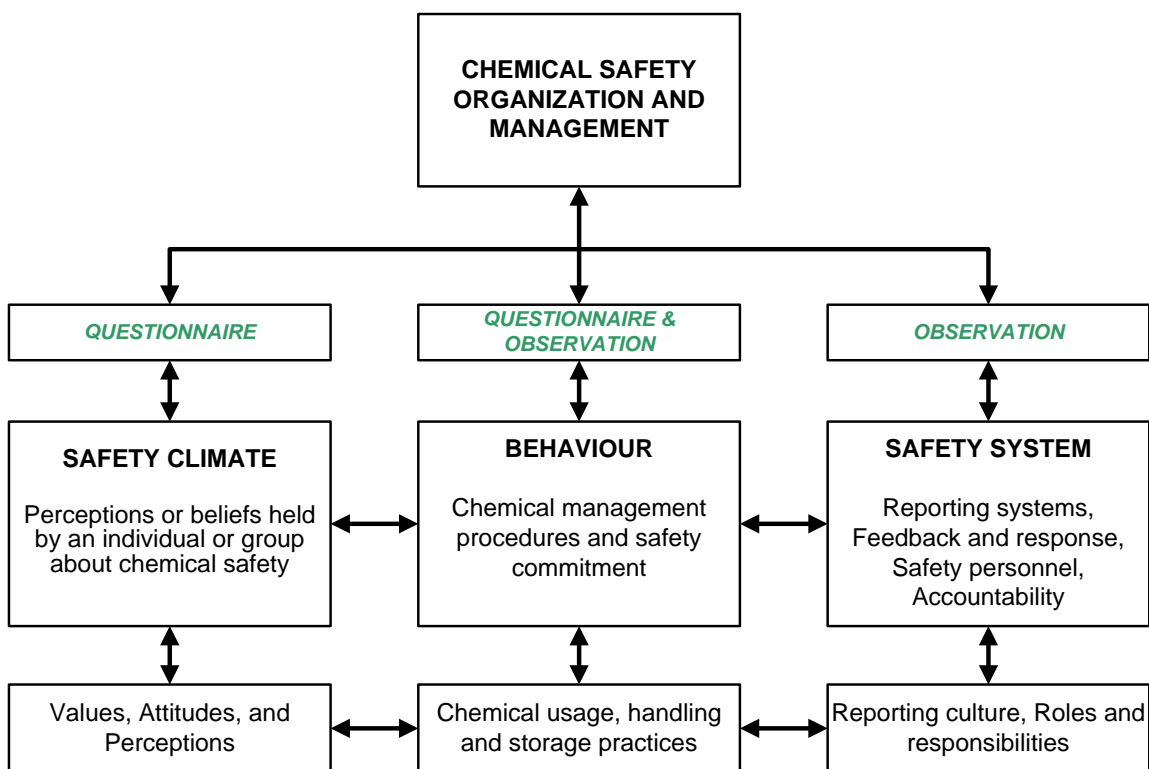 CHEMICAL SAFETY
ORGANIZATION AND
MANAGEMENT
QUESTIONNAIRE
QUESTIONNAIRE &
OBSERVATION
OBSERVATION
SAFETY CLIMATE
Perceptions or beliefs held
by an individual or group
about chemical safety
BEHAVIOUR
Chemical management
procedures and safety
commitment
SAFETY SYSTEM
Reporting systems,
Feedback and response,
Safety personnel,
Accountability
Values, Attitudes, and
Perceptions
Chemical usage, handling
and storage practices
Reporting culture, Roles and
responsibilities